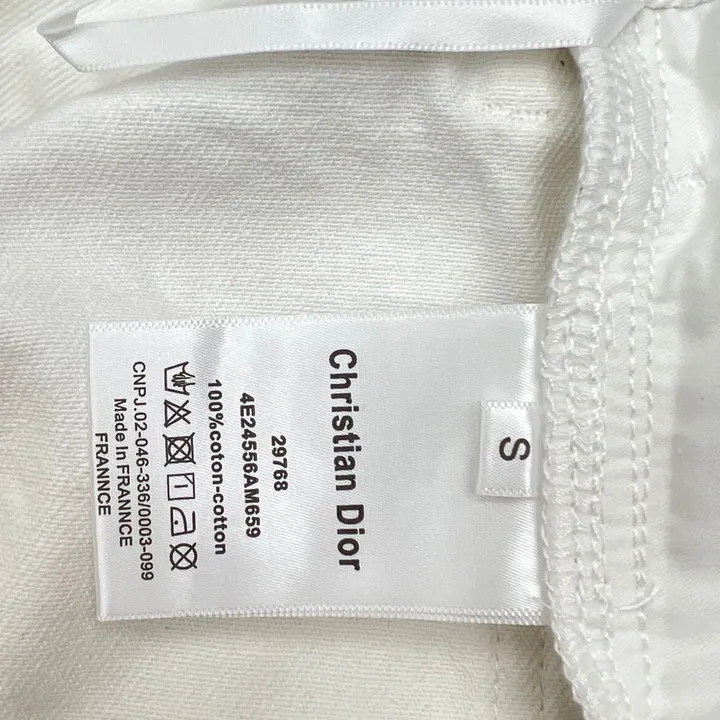 S
Christian Dior
29768
4E24556AM659
100%coton-cotton
CNPJ.02-046-336/0003-099
Made In FRANNCE
FRANNCE